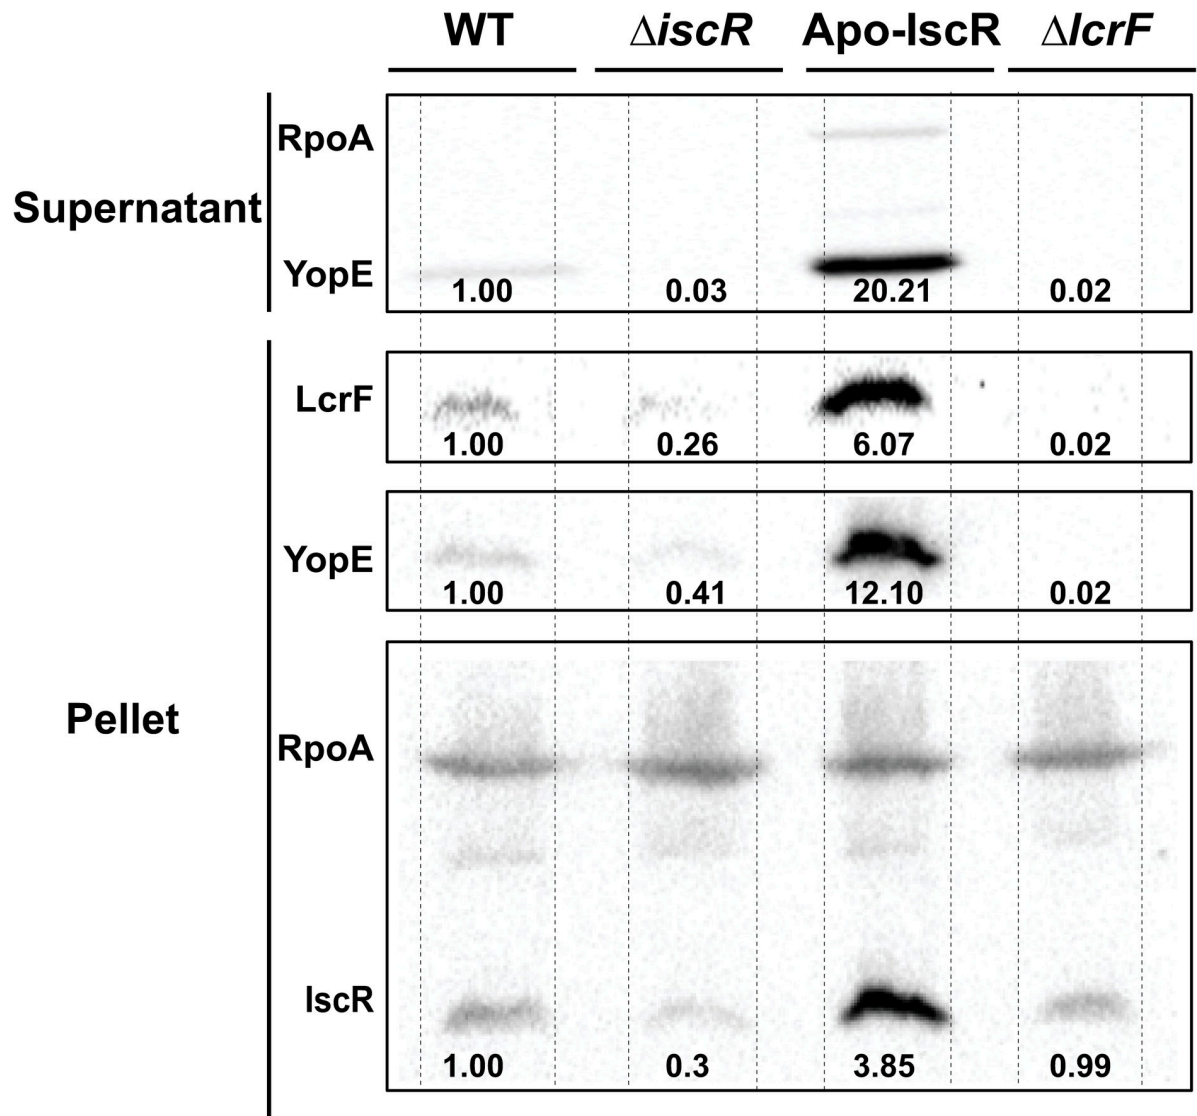 WT ΔiscR Apo-IscR ΔlcrF
Supernatant
RpoA
YopE
1.00 0.03 20.21 0.02
Pellet
LcrF
1.00 0.26 6.07 0.02
YopE
1.00 0.41 12.10 0.02
RpoA
IscR
1.00 0.3 3.85 0.99